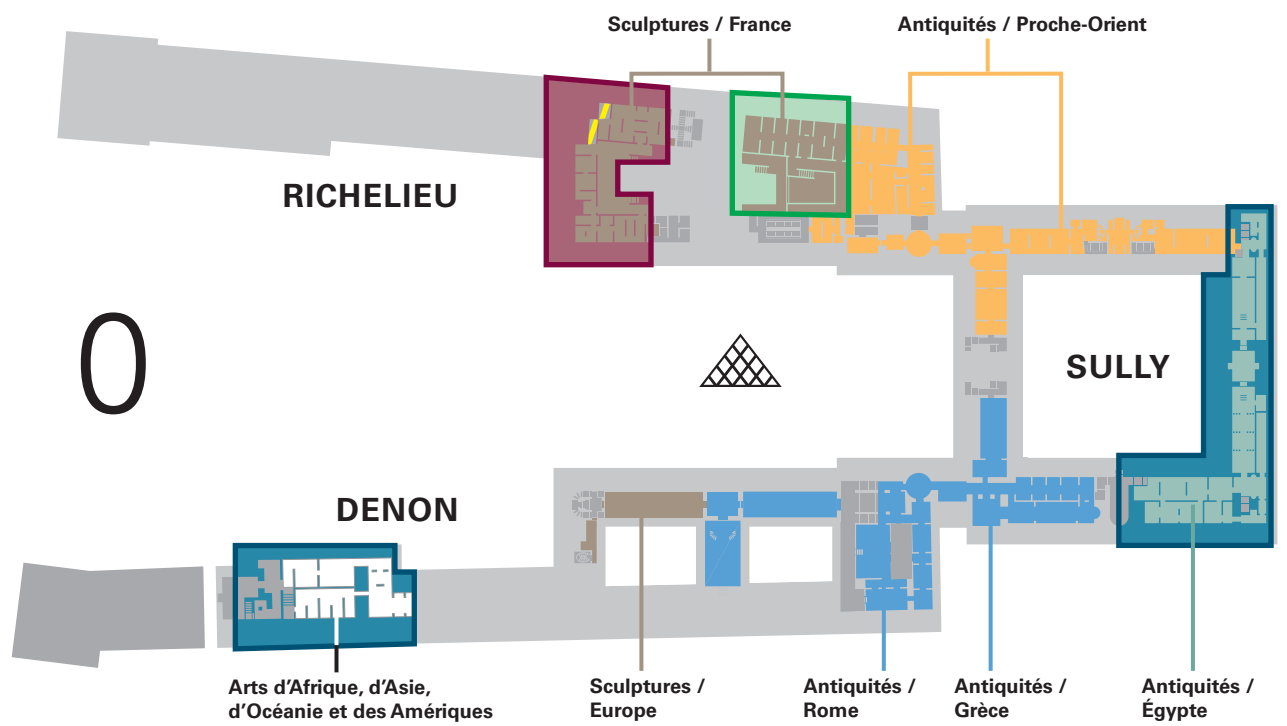 Sculptures / France
Antiquités / Proche-Orient
RICHELIEU
0
SULLY
DENON
Arts d'Afrique, d'Asie,
d'Océanie et des Amériques
Sculptures /
Europe
Antiquités /
Rome
Antiquités /
Grèce
Antiquités /
Égypte